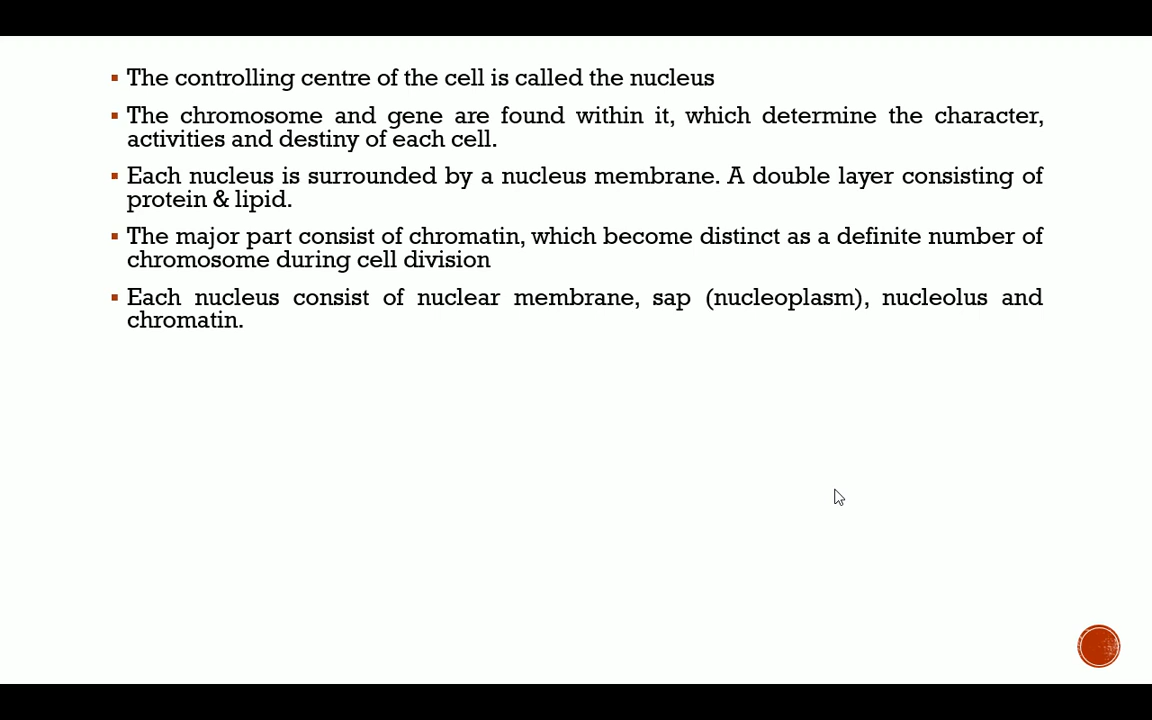 The controlling centre of the cell is called the nucleus
The chromosome and gene are found within it, which determine the character,
activities and destiny of each cell.
Each nucleus is surrounded by a nucleus membrane. A double layer consisting of
protein & lipid.
The major part consist of chromatin, which become distinct as a definite number of
chromosome during cell division
Each nucleus consist of nuclear membrane, sap (nucleoplasm), nucleolus and
chromatin.